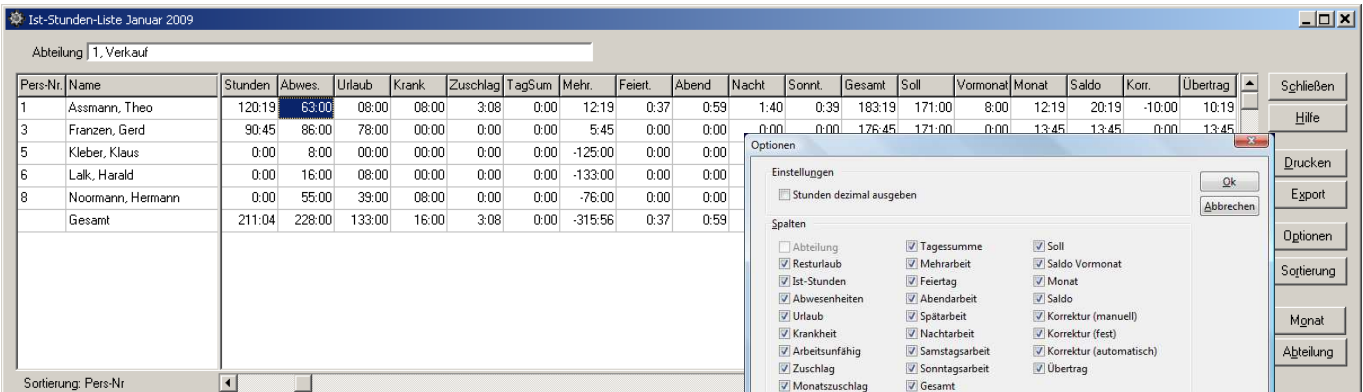 Ist-Stunden-Liste Januar 2009
Abteilung 1, Verkauf
Pers-Nr. Name Stunden Abwes. Urlaub Krank Zuschlag TagSum Mehr. Feiert. Abend Nacht Sonnt. Gesamt Soll Vormonat Monat Saldo Korr. Übertrag
1 Assmann, Theo 120:19 63:00 08:00 08:00 3:08 0:00 12:19 0:37 0:59 1:40 0:39 183:19 171:00 8:00 12:19 20:19 -10:00 10:19
3 Franzen, Gerd 90:45 86:00 78:00 00:00 0:00 0:00 5:45 0:00 0:00 0:00 0:00 176:45 171:00 0:00 13:45 13:45 0:00 13:45
5 Kleber, Klaus 0:00 8:00 00:00 00:00 0:00 0:00 -125:00 0:00 0:00
6 Lalk, Harald 0:00 16:00 08:00 00:00 0:00 0:00 -133:00 0:00 0:00
8 Noormann, Hermann 0:00 55:00 39:00 08:00 0:00 0:00 -76:00 0:00 0:00
Gesamt 211:04 228:00 133:00 16:00 3:08 0:00 -315:56 0:37 0:59
Sortierung: Pers-Nr
Schließen
Hilfe
Drucken
Export
Optionen
Sortierung
Monat
Abteilung
Optionen
Einstellungen
Stunden dezimal ausgeben
Ok
Abbrechen
Spalten
Abteilung Tagessumme Soll
Resturlaub Mehrarbeit Saldo Vormonat
Ist-Stunden Feiertag Monat
Abwesenheiten Abendarbeit Saldo
Urlaub Spätarbeit Korrektur (manuell)
Krankheit Nachtarbeit Korrektur (fest)
Arbeitsunfähig Samstagsarbeit Korrektur (automatisch)
Zuschlag Sonntagsarbeit Übertrag
Monatszuschlag Gesamt